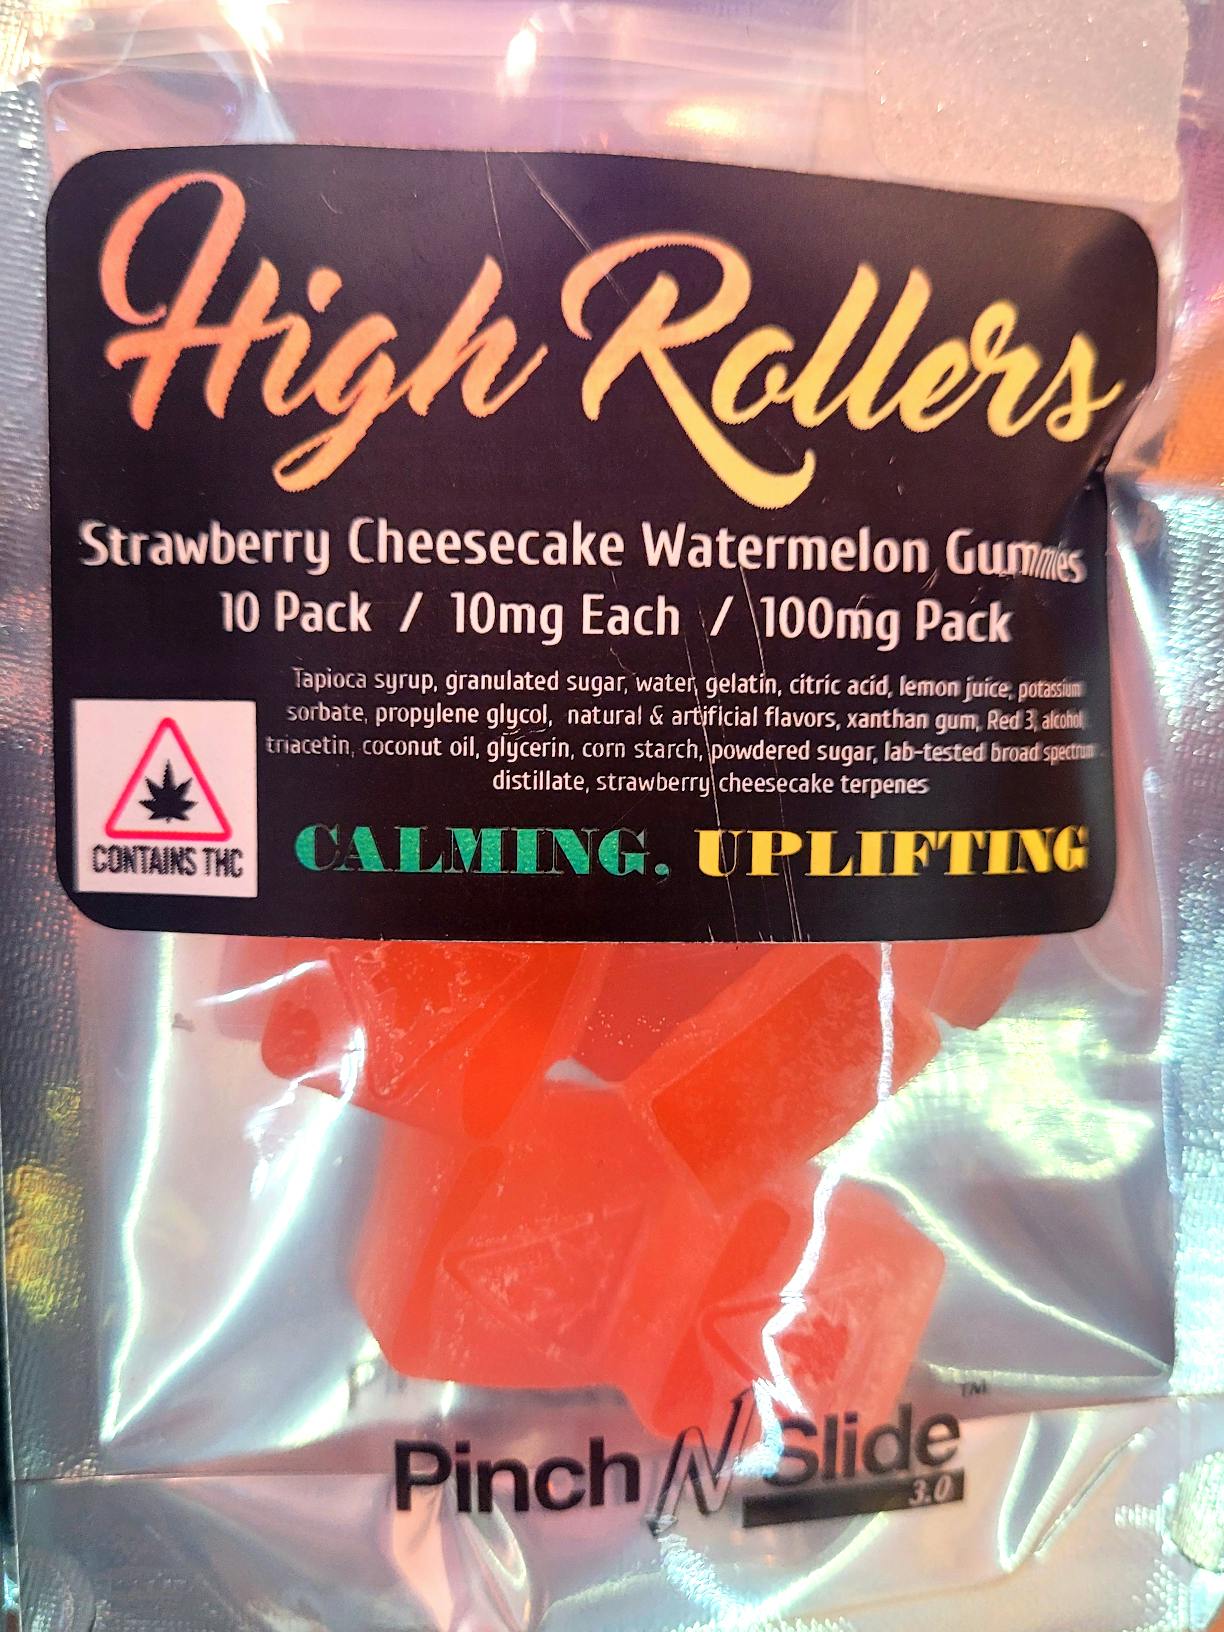 High Rollers
Strawberry Cheesecake Watermelon Gummies
10 Pack / 10mg Each / 100mg Pack
Tapioca syrup, granulated sugar, water, gelatin, citric acid, lemon juice, potassium
sorbate, propylene glycol, natural & artificial flavors, xanthan gum, Red 3, alcohol,
triacetin, coconut oil, glycerin, corn starch, powdered sugar, lab-tested broad spectrum
distillate, strawberry cheesecake terpenes
CONTAINS THC
CALMING. UPLIFTING
Pinch N Slide™
3.0